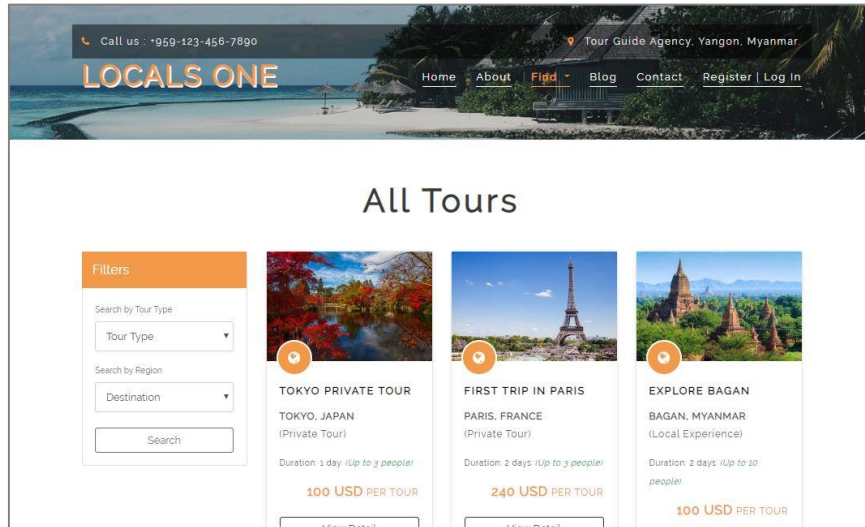 Call us : +959-123-456-7890
Tour Guide Agency, Yangon, Myanmar
LOCALS ONE
Home About Find Blog Contact Register | Log In
All Tours
Filters
Search by Tour Type
Tour Type
Search by Region
Destination
Search
TOKYO PRIVATE TOUR
TOKYO, JAPAN
(Private Tour)
Duration: 1 day (Up to 3 people)
100 USD PER TOUR
View Detail
FIRST TRIP IN PARIS
PARIS, FRANCE
(Private Tour)
Duration: 2 days (Up to 3 people)
240 USD PER TOUR
View Detail
EXPLORE BAGAN
BAGAN, MYANMAR
(Local Experience)
Duration: 2 days (Up to 10
people)
100 USD PER TOUR